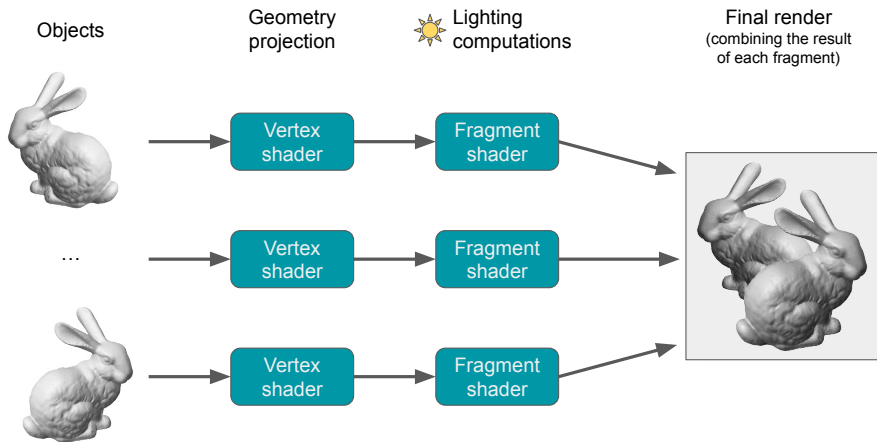 Objects
Geometry
projection
Lighting
computations
Final render
(combining the result
of each fragment)
Vertex
shader
Fragment
shader
...
Vertex
shader
Fragment
shader
Vertex
shader
Fragment
shader